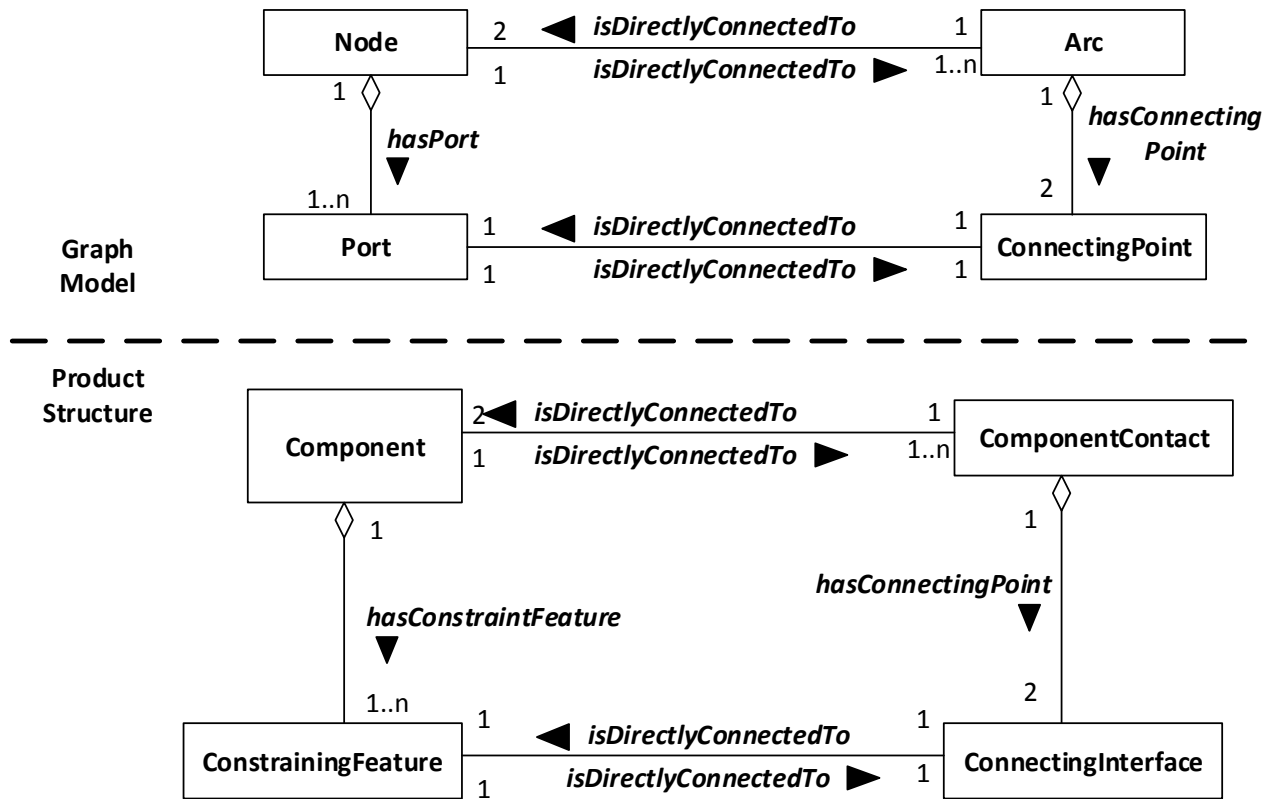 Node
2
isDirectlyConnectedTo
1
Arc
1
isDirectlyConnectedTo
1..n
1
hasPort
1..n
1
hasConnecting
Point
2
Graph
Model
Port
1
isDirectlyConnectedTo
1
ConnectingPoint
1
isDirectlyConnectedTo
1
Product
Structure
Component
2
isDirectlyConnectedTo
1
ComponentContact
1
isDirectlyConnectedTo
1..n
1
hasConstraintFeature
1..n
1
hasConnectingPoint
2
ConstrainingFeature
1
isDirectlyConnectedTo
1
ConnectingInterface
1
isDirectlyConnectedTo
1